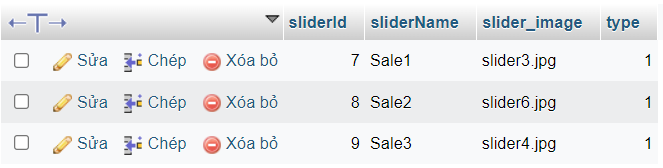 sliderId sliderName slider_image type
Sửa Chép Xóa bỏ 7 Sale1 slider3.jpg 1
Sửa Chép Xóa bỏ 8 Sale2 slider6.jpg 1
Sửa Chép Xóa bỏ 9 Sale3 slider4.jpg 1